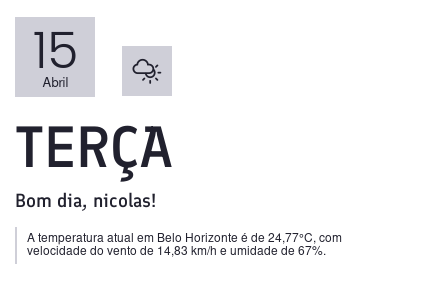 15
Abril
TERÇA
Bom dia, nicolas!
A temperatura atual em Belo Horizonte é de 24,77°C, com
velocidade do vento de 14,83 km/h e umidade de 67%.